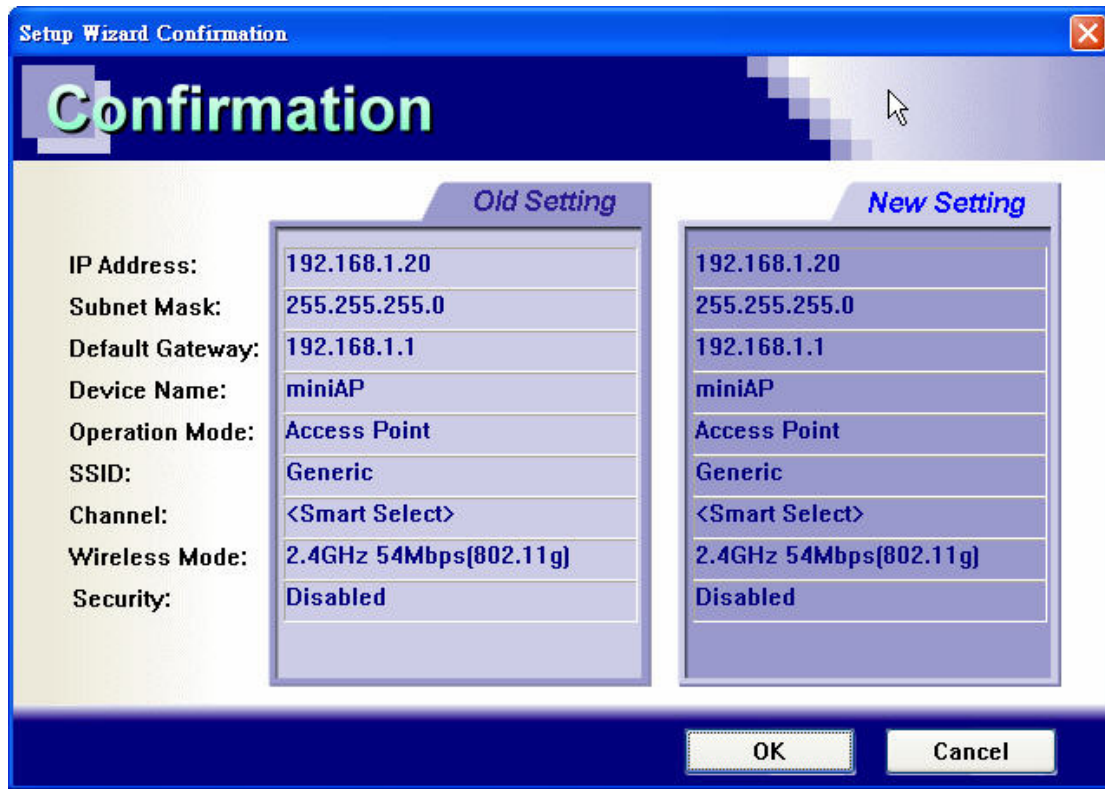 Setup Wizard Confirmation
Confirmation
Old Setting New Setting
IP Address: 192.168.1.20 192.168.1.20
Subnet Mask: 255.255.255.0 255.255.255.0
Default Gateway: 192.168.1.1 192.168.1.1
Device Name: miniAP miniAP
Operation Mode: Access Point Access Point
SSID: Generic Generic
Channel: <Smart Select> <Smart Select>
Wireless Mode: 2.4GHz 54Mbps(802.11g) 2.4GHz 54Mbps(802.11g)
Security: Disabled Disabled
OK Cancel